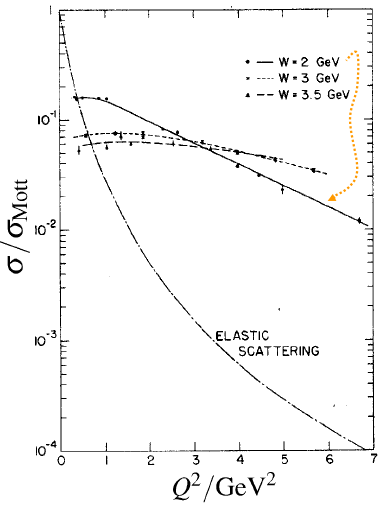 1
10⁻¹
10⁻²
10⁻³
10⁻⁴
σ/σMott
W = 2 GeV
W = 3 GeV
W = 3.5 GeV
ELASTIC
SCATTERING
0 1 2 3 4 5 6 7
Q²/GeV²